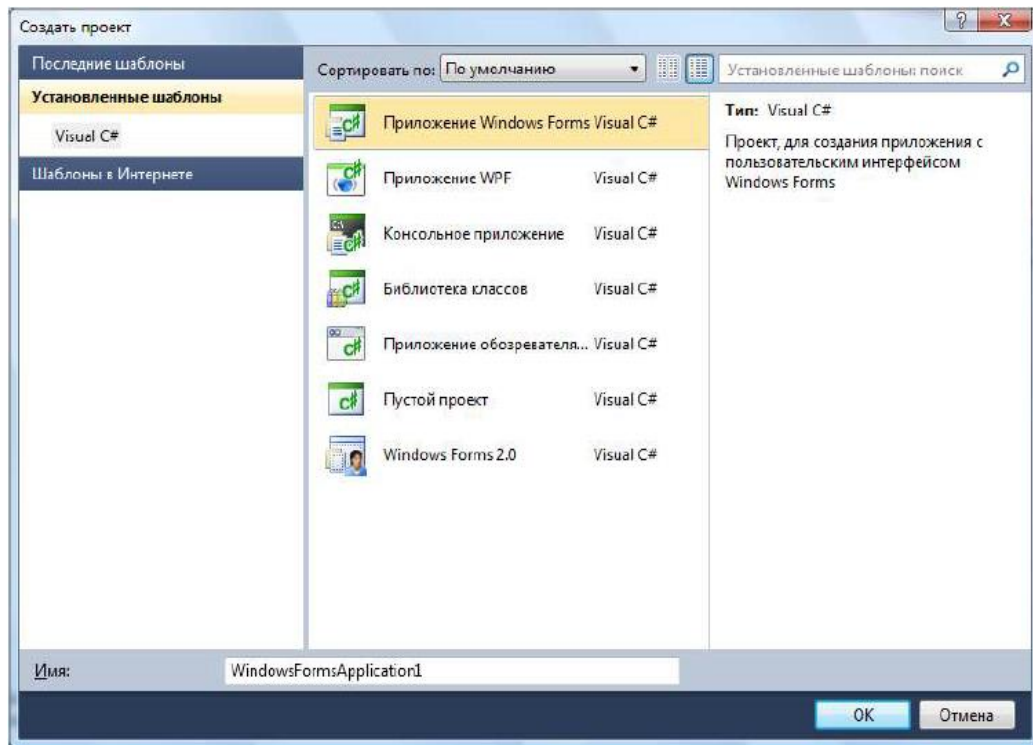 Создать проект
Последние шаблоны
Установленные шаблоны
Visual C#
Шаблоны в Интернете
Сортировать по: По умолчанию
Установленные шаблоны: поиск
Приложение Windows Forms Visual C#
Приложение WPF Visual C#
Консольное приложение Visual C#
Библиотека классов Visual C#
Приложение обозревателя... Visual C#
Пустой проект Visual C#
Windows Forms 2.0 Visual C#
Тип: Visual C#
Проект, для создания приложения с
пользовательским интерфейсом
Windows Forms
Имя: WindowsFormsApplication1
OK Отмена